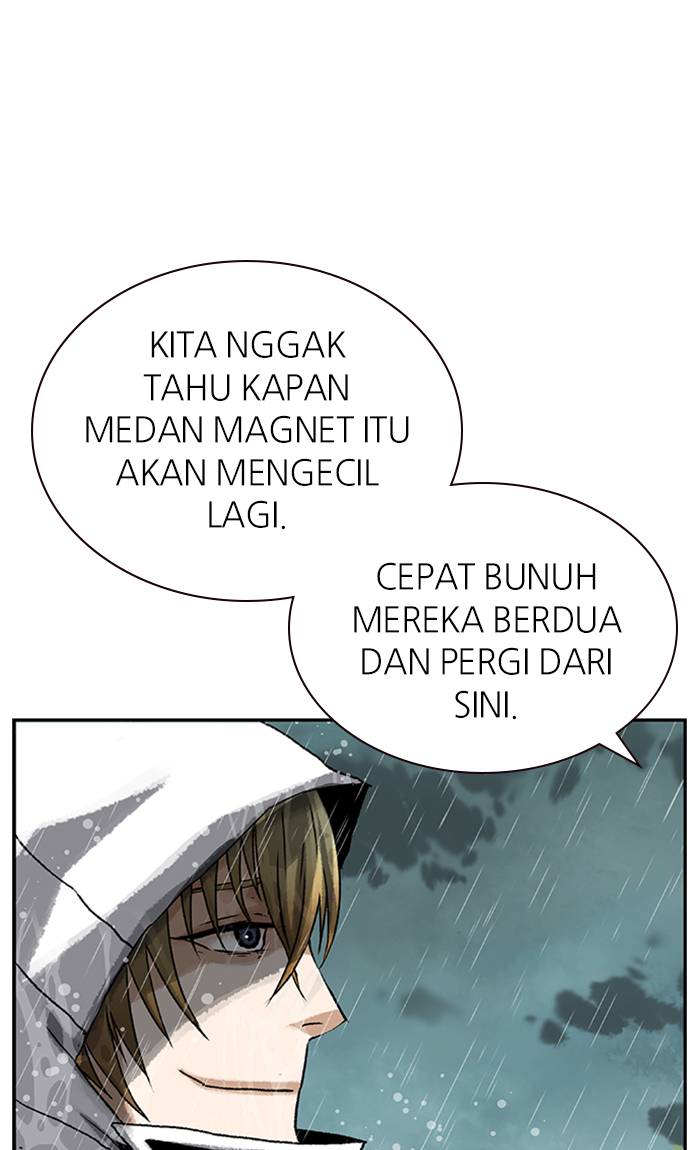 KITA NGGAK
TAHU KAPAN
MEDAN MAGNET ITU
AKAN MENGECIL
LAGI.
CEPAT BUNUH
MEREKA BERDUA
DAN PERGI DARI
SINI.